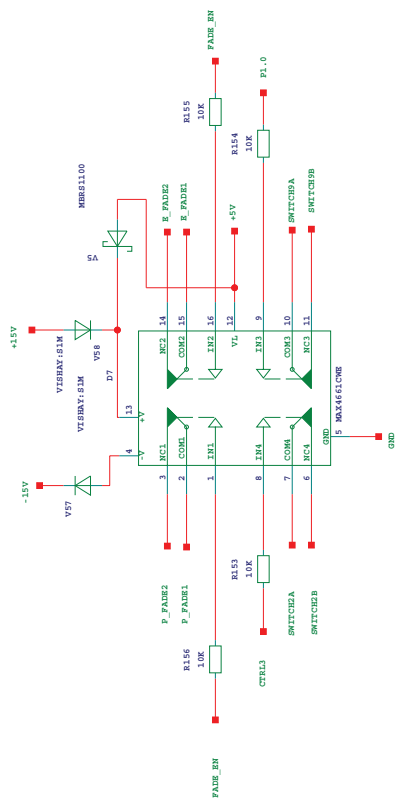 FADE_EN
P1.0
R155
10K
R154
10K
MBRS1100
E_FADE2
E_FADE1
+5V
SWITCH9A
SWITCH9B
V5
14
15
16
12
9
10
11
+15V
VISHAY:S1M
V58
VISHAY:S1M
D7
NC2
COM2
IN2
VL
IN3
COM3
NC3
MAX4661CWE
13
+V
4
-V
GND
5
GND
-15V
V57
NC1
COM1
IN1
IN4
COM4
NC4
3
2
1
8
7
6
P_FADE2
P_FADE1
R153
10K
SWITCH2A
SWITCH2B
CTRL3
R156
10K
FADE_EN